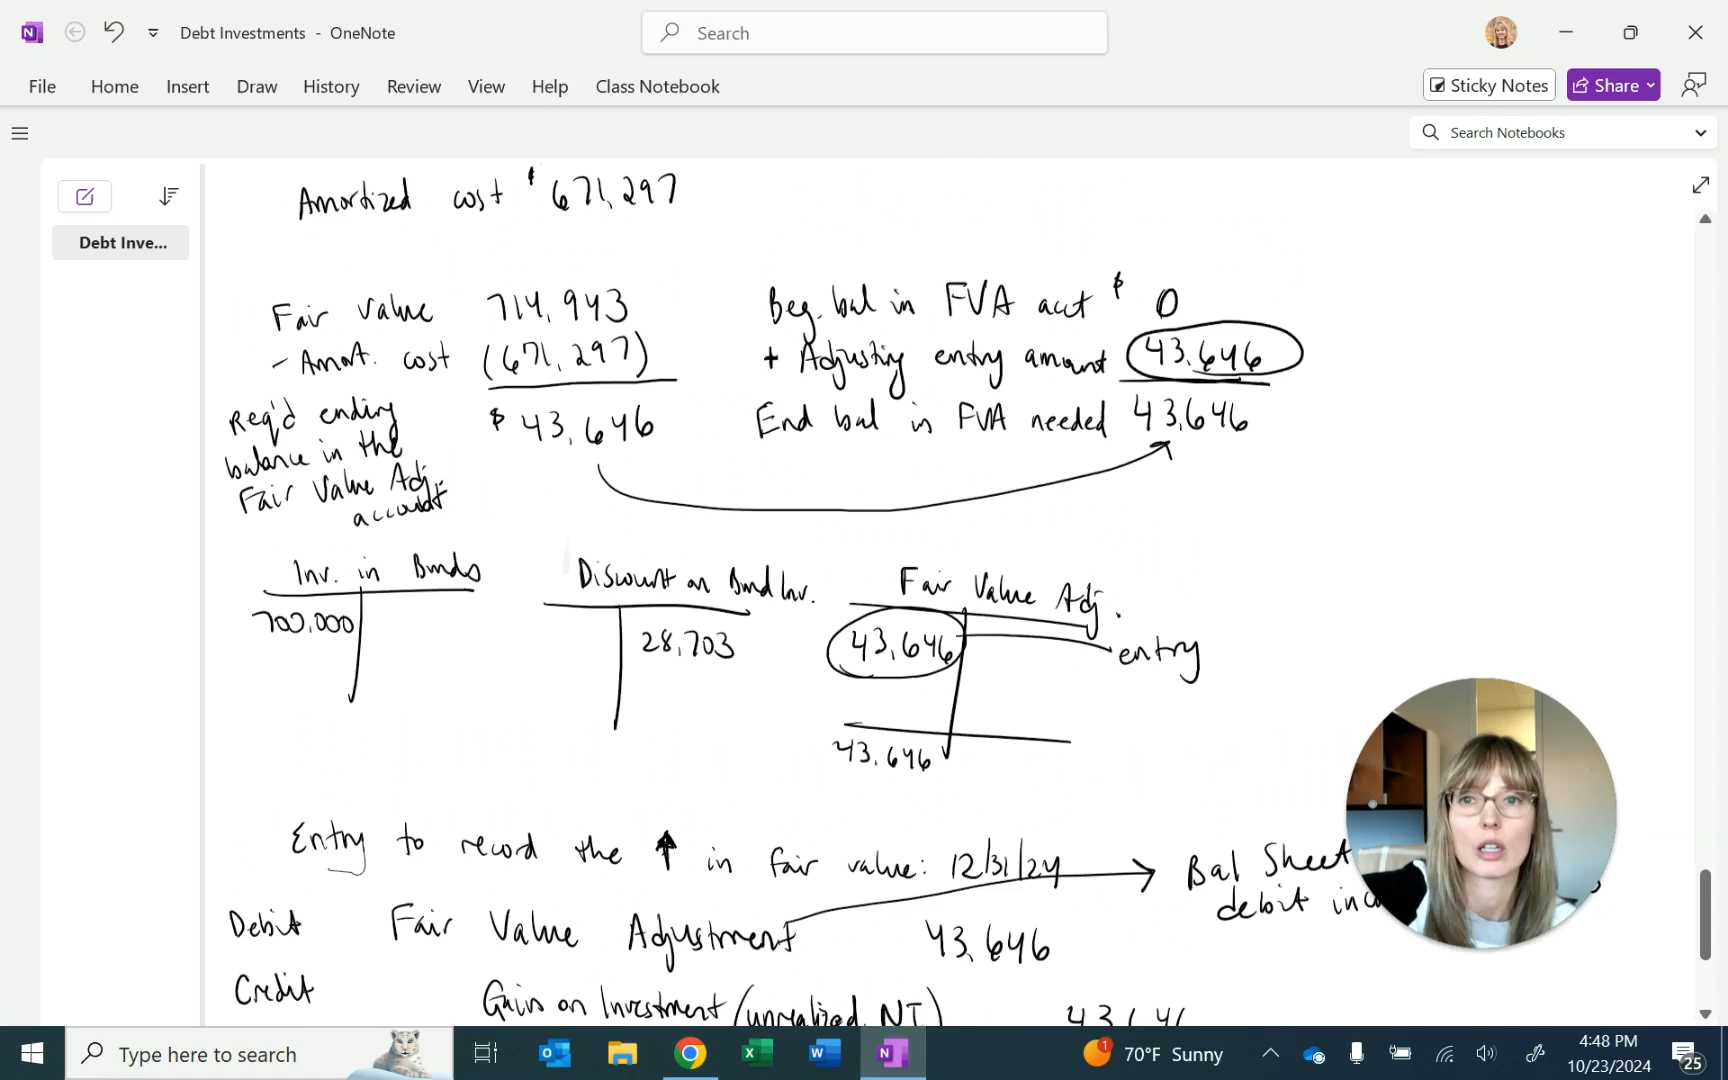 Debt Investments - OneNote
Search
File Home Insert Draw History Review View Help Class Notebook
Sticky Notes Share
Search Notebooks
Debt Inve...
Amortized cost $ 671,297
Fair Value 714,943
- Amort. cost (671,297)
Req'd ending balance in the Fair Value Adj. account
$ 43,646
Beg. bal in FVA acct $ 0
+ Adjusting entry amount 43,646
End bal in FVA needed 43,646
Inv. in Bonds
700,000
Discount on Bond Inv.
28,703
Fair Value Adj.
43,646
entry
43,646
Entry to record the ↑ in fair value: 12/31/24 → Bal Sheet
debit
Debit Fair Value Adjustment 43,646
Credit Gain on Investment (unrealized, NI) 43,646
Type here to search
1
70°F Sunny
4:48 PM
10/23/2024
25